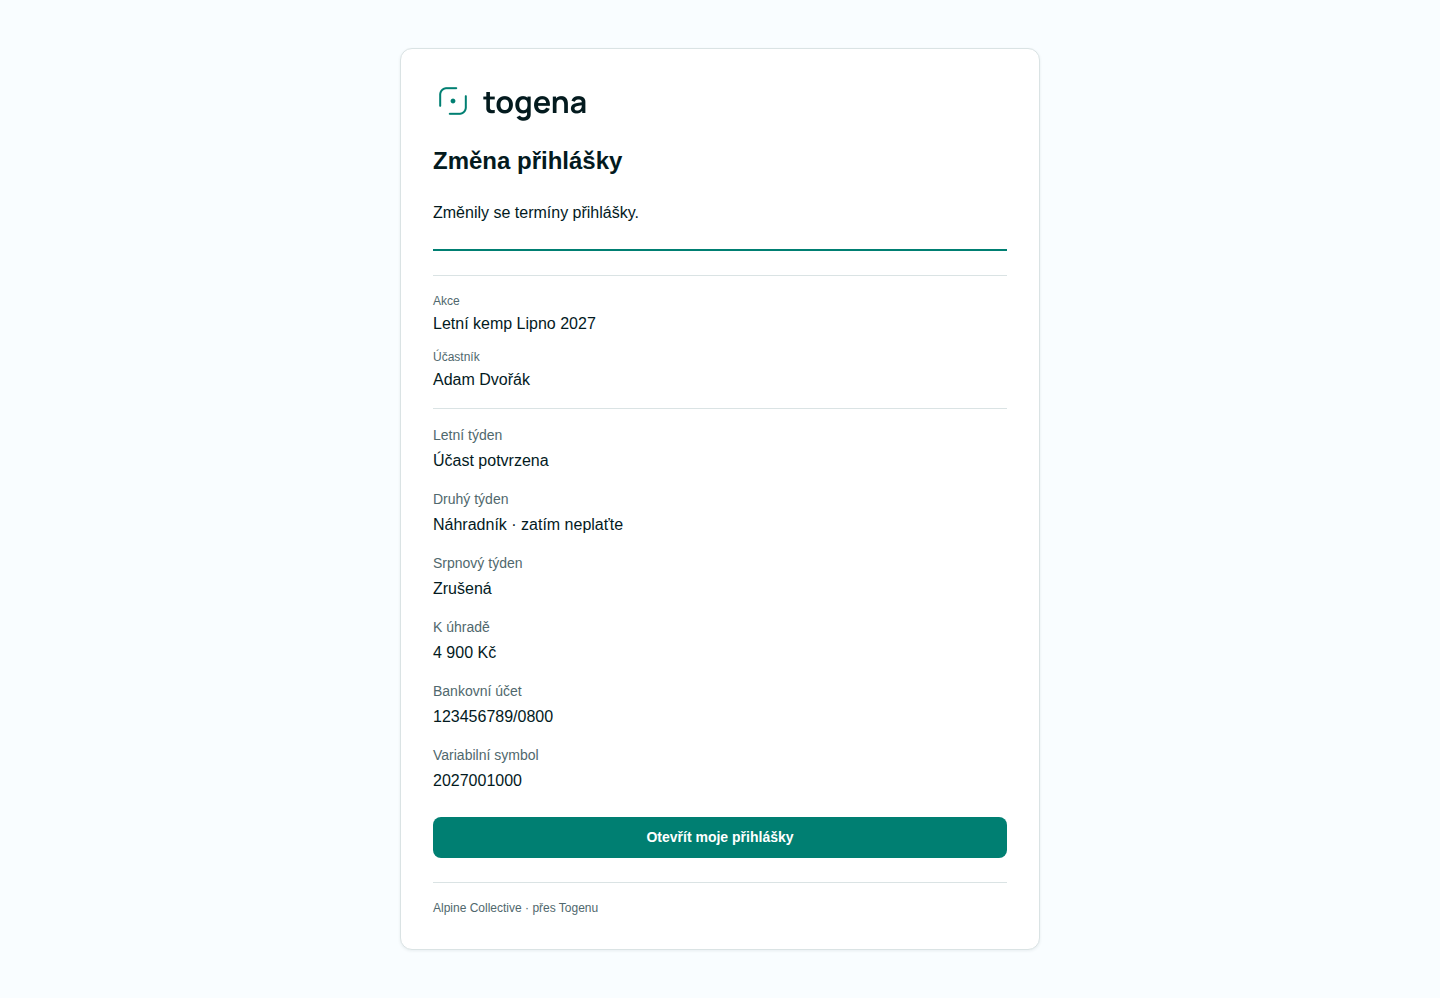 togena
Změna přihlášky
Změnily se termíny přihlášky.
Akce
Letní kemp Lipno 2027
Účastník
Adam Dvořák
Letní týden
Účast potvrzena
Druhý týden
Náhradník · zatím neplaťte
Srpnový týden
Zrušená
K úhradě
4 900 Kč
Bankovní účet
123456789/0800
Variabilní symbol
2027001000
Otevřít moje přihlášky
Alpine Collective · přes Togenu